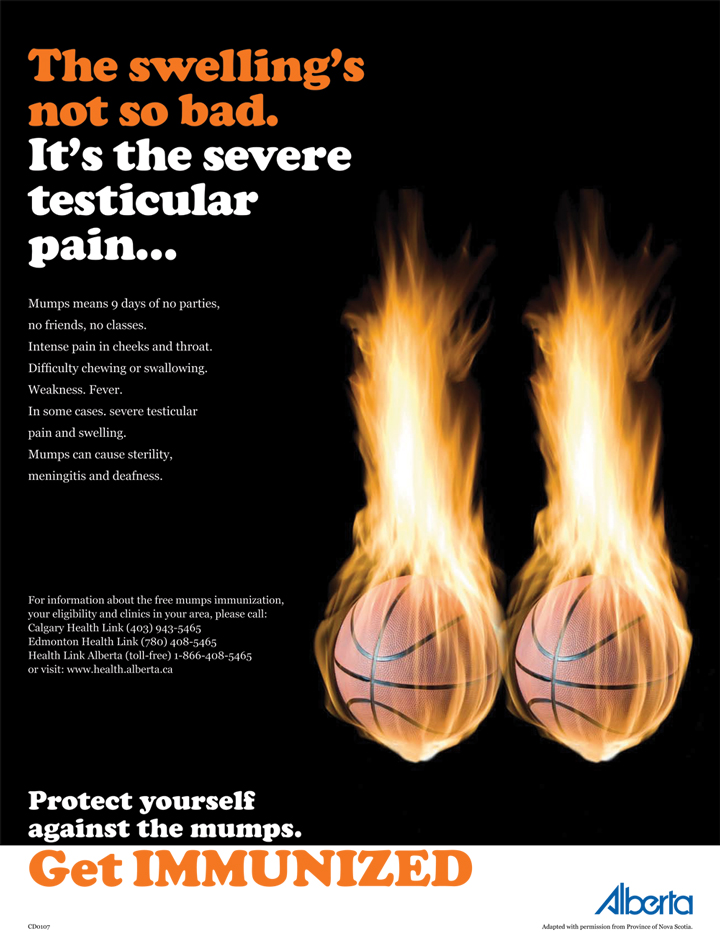 The swelling's
not so bad.
It's the severe
testicular
pain...
Mumps means 9 days of no parties,
no friends, no classes.
Intense pain in cheeks and throat.
Difficulty chewing or swallowing.
Weakness. Fever.
In some cases. severe testicular
pain and swelling.
Mumps can cause sterility,
meningitis and deafness.
For information about the free mumps immunization,
your eligibility and clinics in your area, please call:
Calgary Health Link (403) 943-5465
Edmonton Health Link (780) 408-5465
Health Link Alberta (toll-free) 1-866-408-5465
or visit: www.health.alberta.ca
Protect yourself
against the mumps.
Get IMMUNIZED
Alberta
CD0107
Adapted with permission from Province of Nova Scotia.